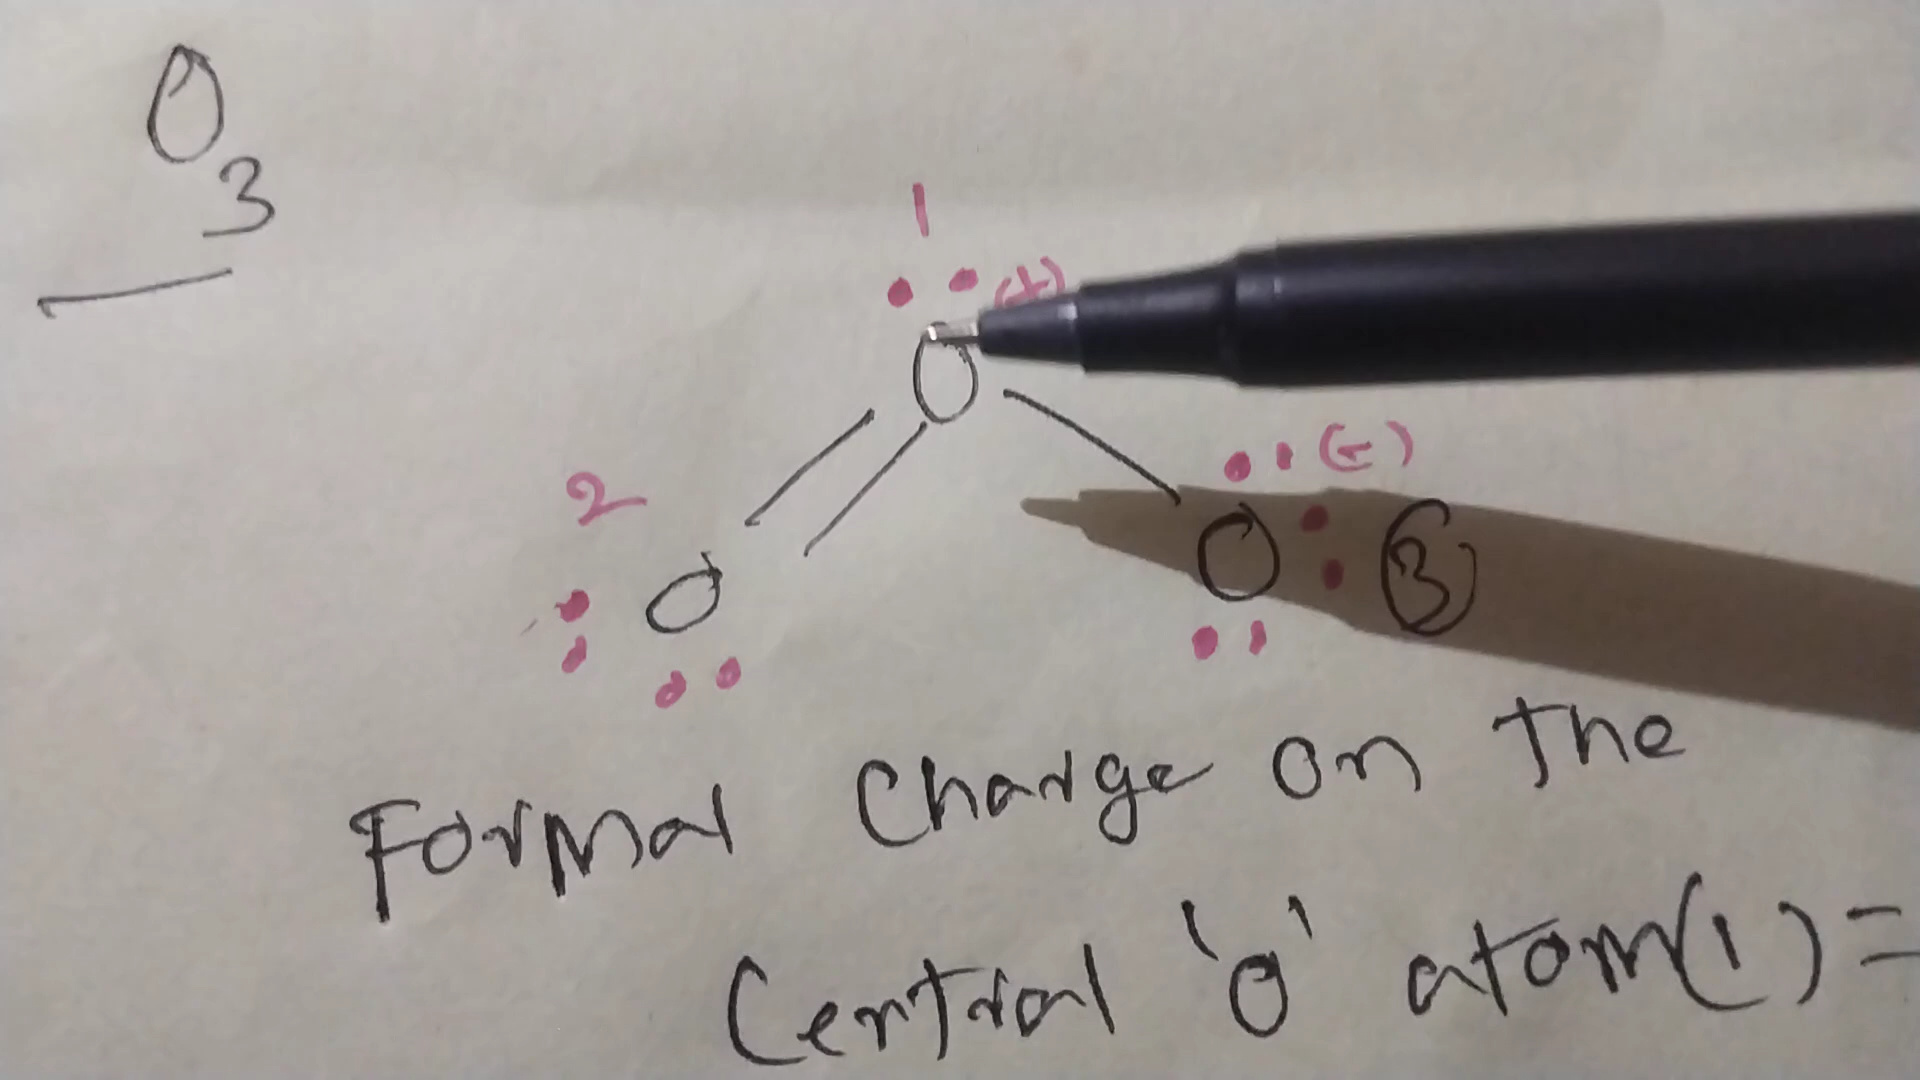 O3
1
(+)
O
(-)
2
O
O
3
Formal Charge on the
Central 'O' atom(1)=